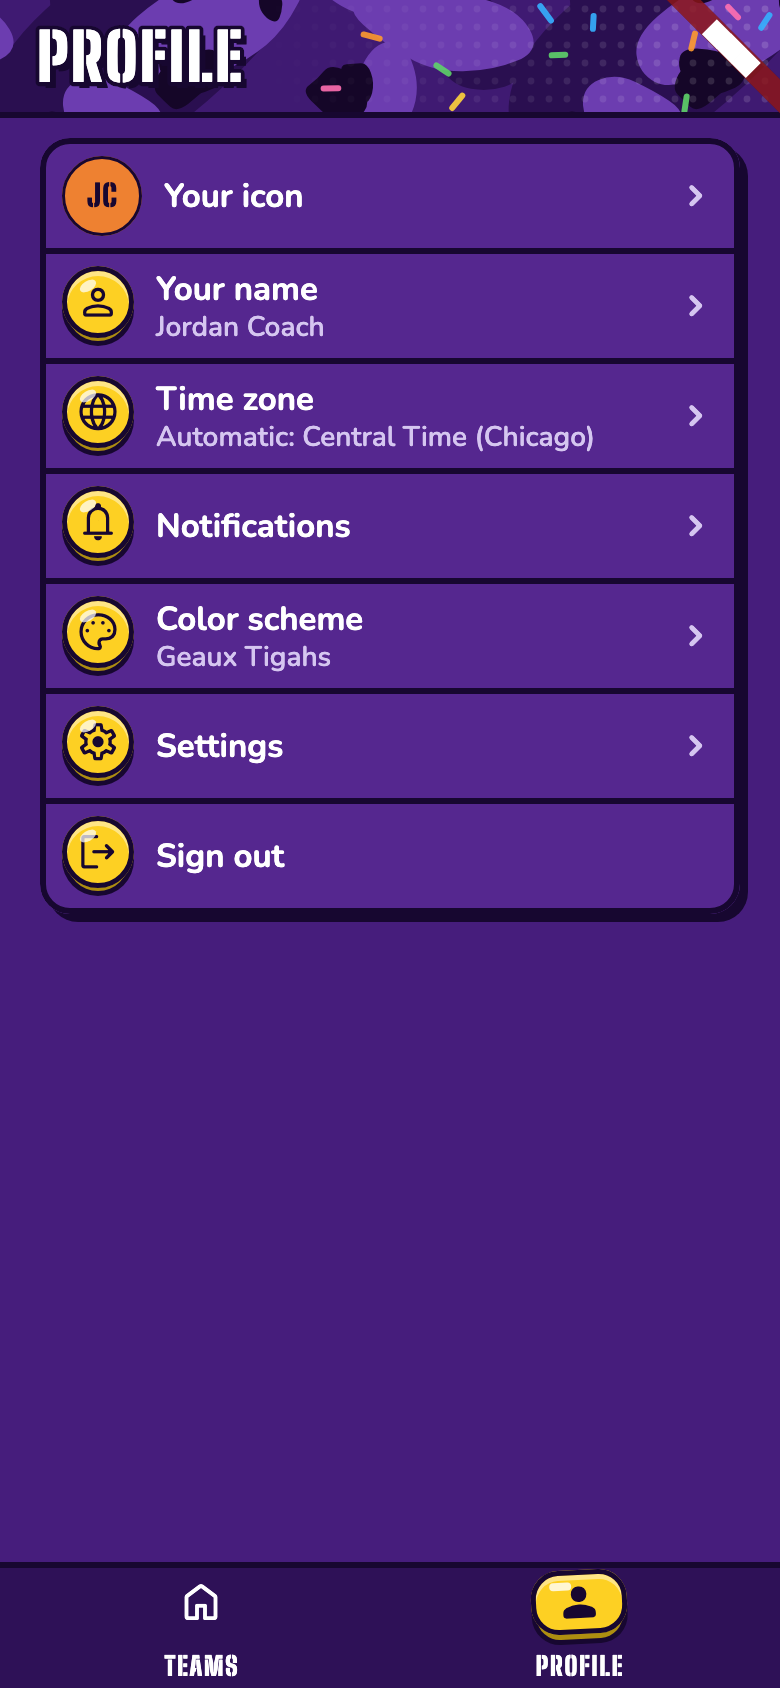 PROFILE
JC
Your icon
Your name
Jordan Coach
Time zone
Automatic: Central Time (Chicago)
Notifications
Color scheme
Geaux Tigahs
Settings
Sign out
TEAMS
PROFILE